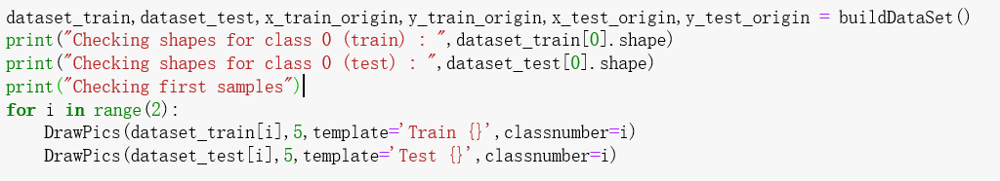 dataset_train,dataset_test,x_train_origin,y_train_origin,x_test_origin,y_test_origin = buildDataSet()
print("Checking shapes for class 0 (train) : ",dataset_train[0].shape)
print("Checking shapes for class 0 (test) : ",dataset_test[0].shape)
print("Checking first samples")
for i in range(2):
    DrawPics(dataset_train[i],5,template='Train {}',classnumber=i)
    DrawPics(dataset_test[i],5,template='Test {}',classnumber=i)